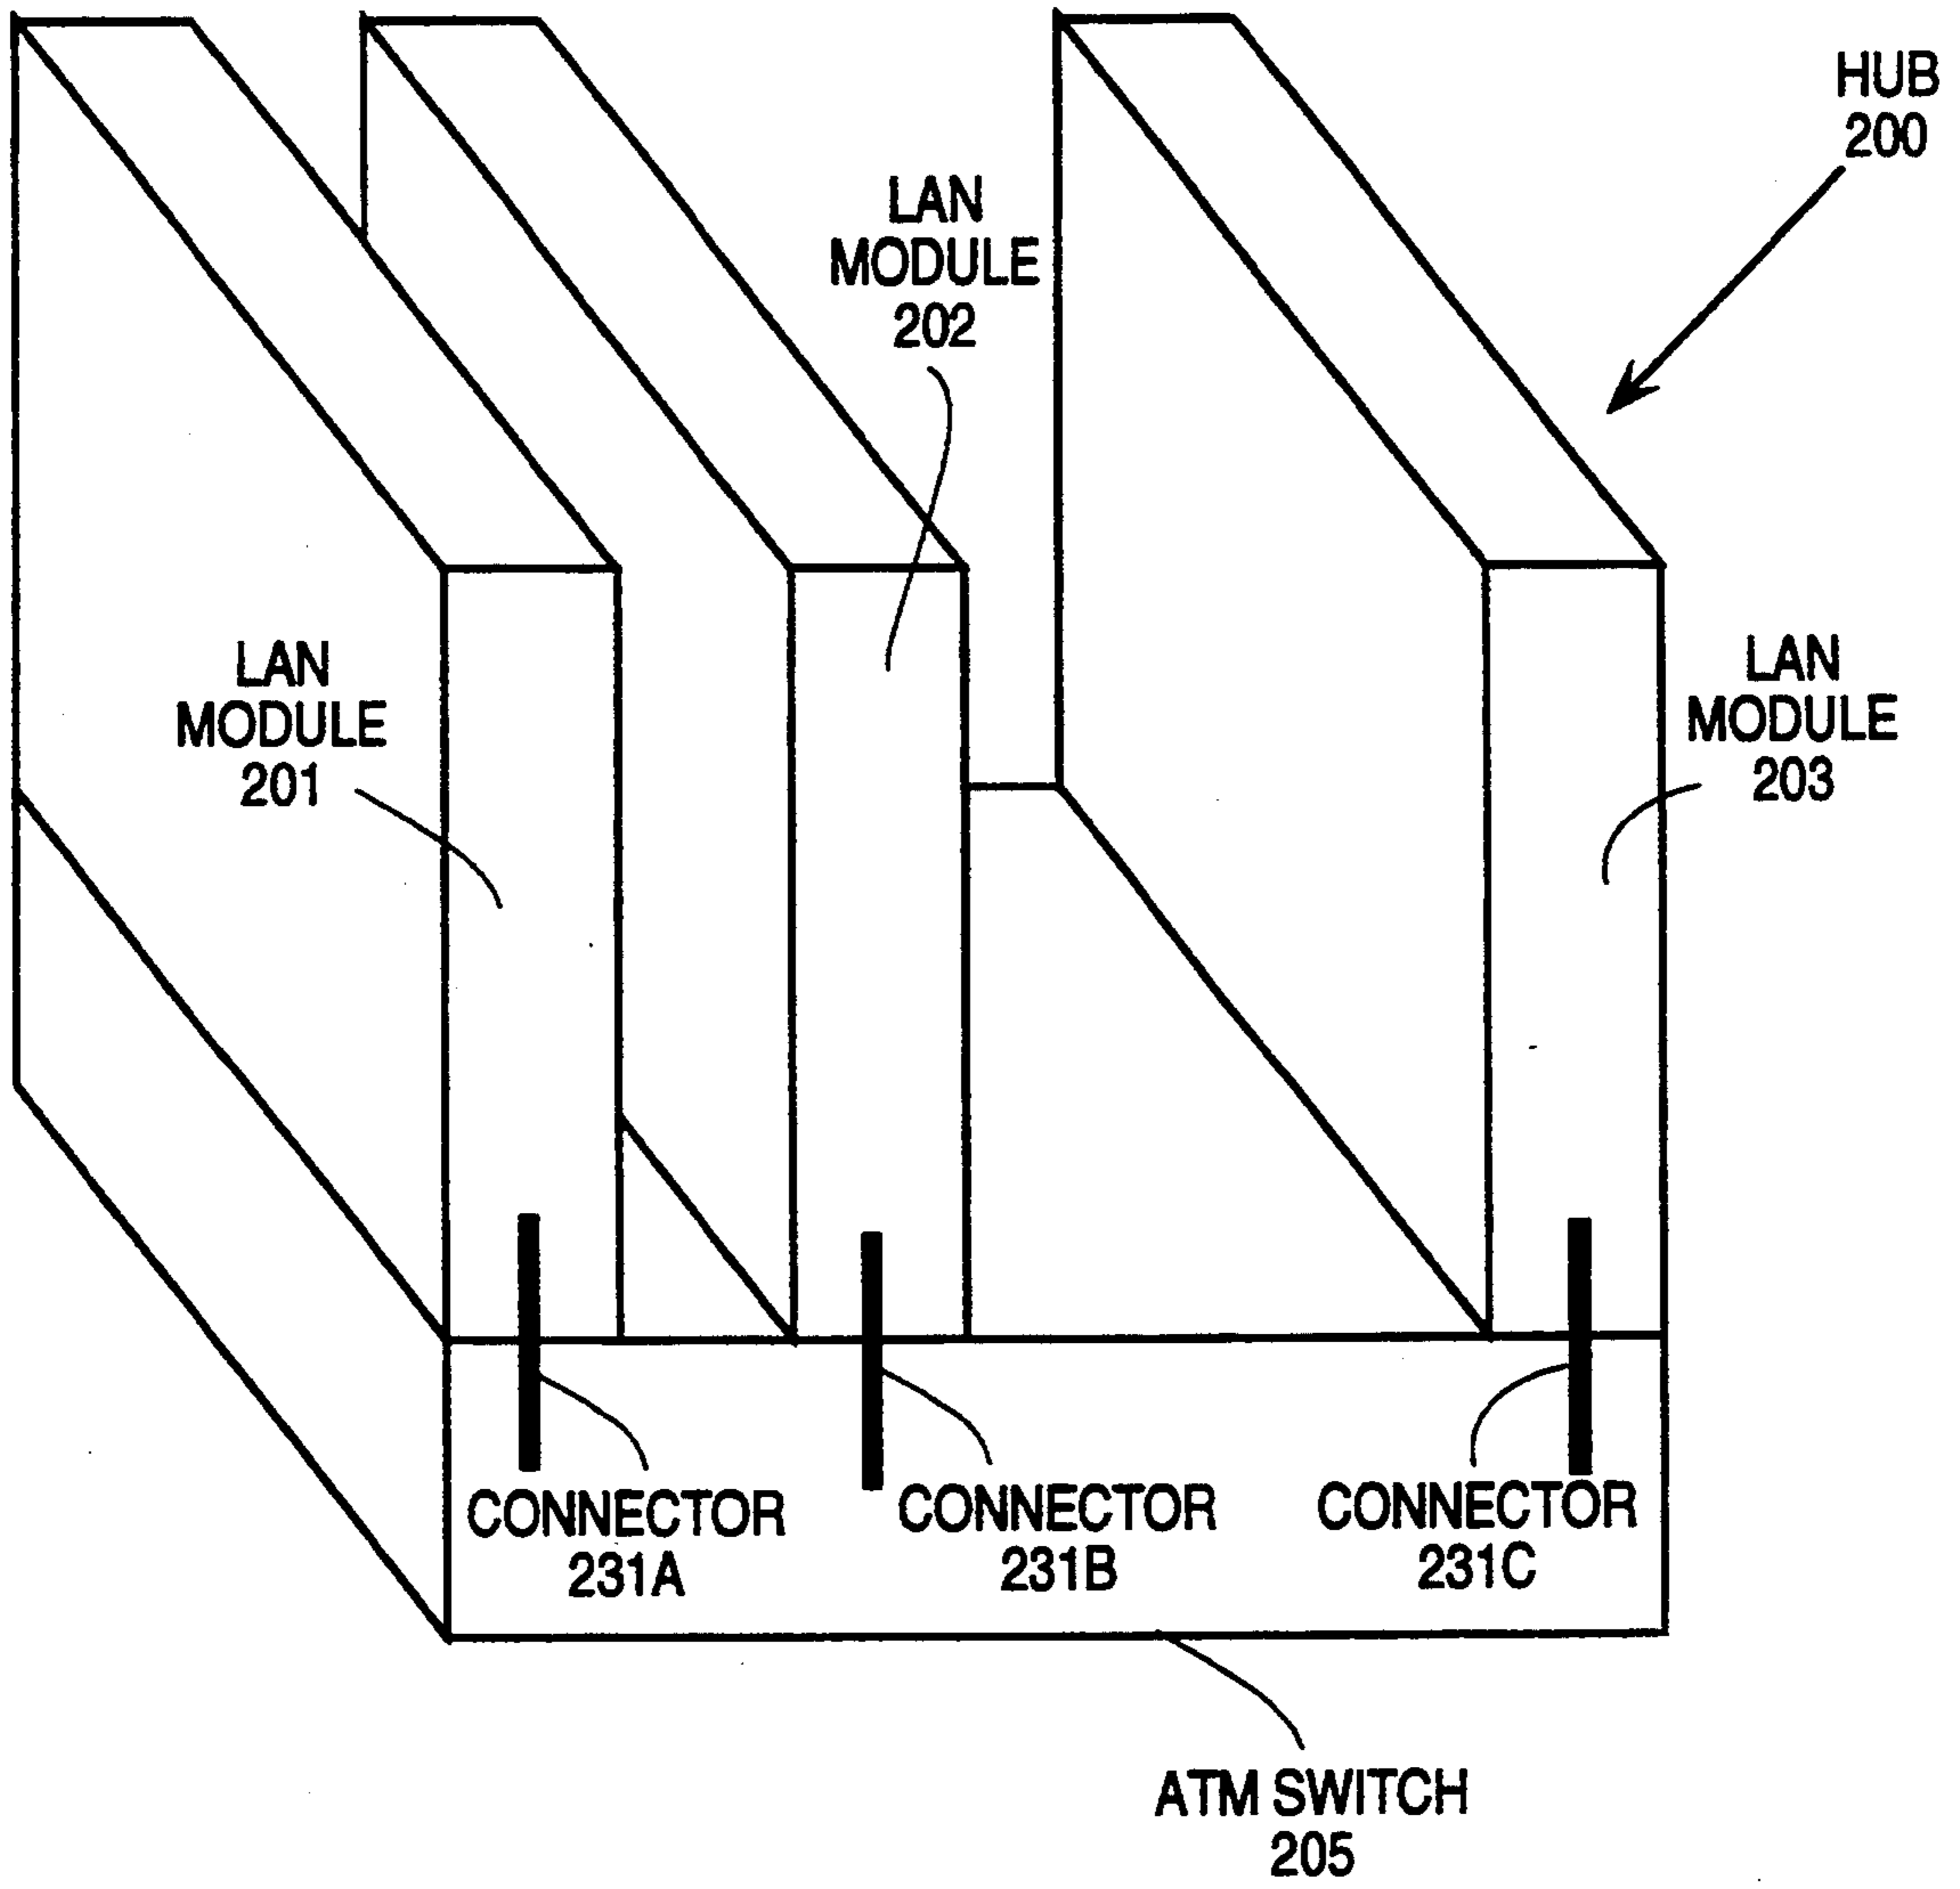 HUB
200
LAN
MODULE
202
LAN
MODULE
201
LAN
MODULE
203
CONNECTOR
231A
CONNECTOR
231B
CONNECTOR
231C
ATM SWITCH
205